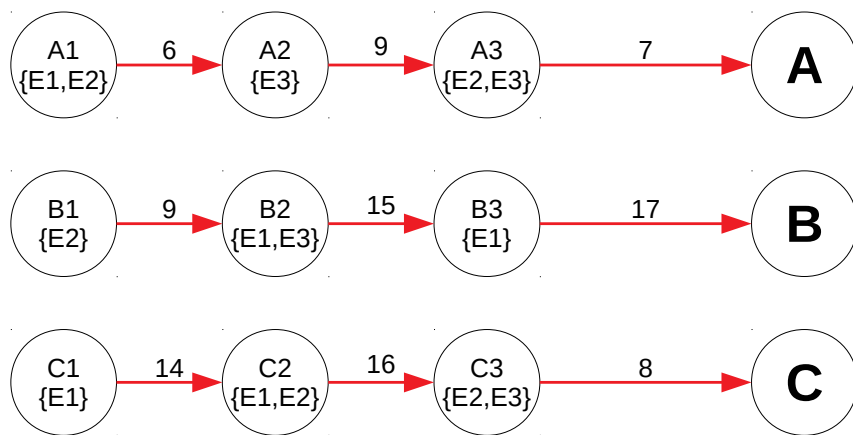 A1
{E1,E2}
6
A2
{E3}
9
A3
{E2,E3}
7
A
B1
{E2}
9
B2
{E1,E3}
15
B3
{E1}
17
B
C1
{E1}
14
C2
{E1,E2}
16
C3
{E2,E3}
8
C